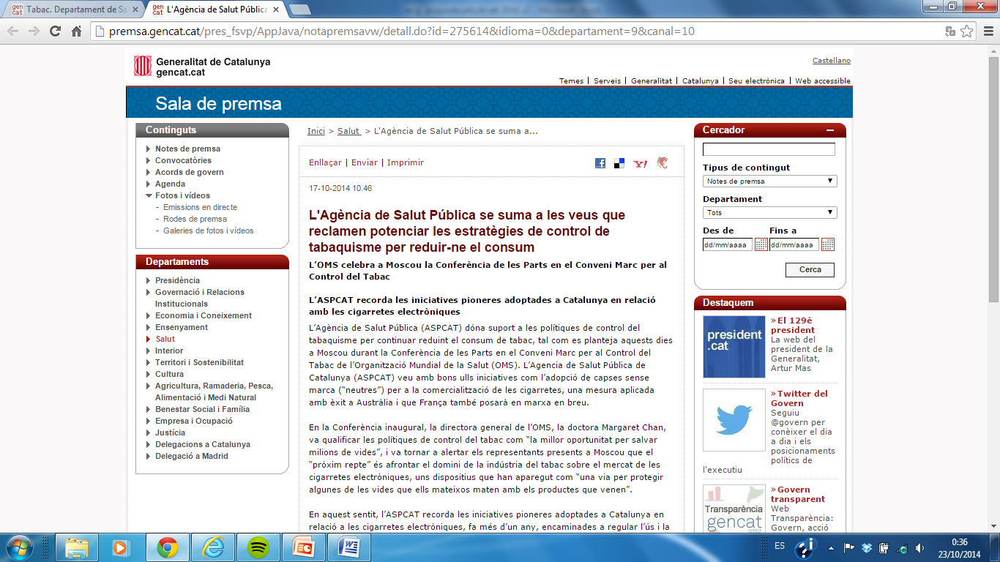 Tabac. Departament de Sa
L'Agència de Salut Pública
premsa.gencat.cat/pres_fsvp/AppJava/notapremsavw/detall.do?id=275614&idioma=0&departament=9&canal=10
Generalitat de Catalunya
gencat.cat
Castellano
Temes | Serveis | Generalitat | Catalunya | Seu electrònica | Web accessible
Sala de premsa
Continguts
Notes de premsa
Convocatòries
Acords de govern
Agenda
Fotos i vídeos
– Emissions en directe
– Rodes de premsa
– Galeries de fotos i vídeos
Departaments
Presidència
Governació i Relacions
Institucionals
Economia i Coneixement
Ensenyament
Salut
Interior
Territori i Sostenibilitat
Cultura
Agricultura, Ramaderia, Pesca,
Alimentació i Medi Natural
Benestar Social i Família
Empresa i Ocupació
Justícia
Delegacions a Catalunya
Delegació a Madrid
Inici > Salut > L'Agència de Salut Pública se suma a...
Enllaçar | Enviar | Imprimir
Y!
17-10-2014 10.46
L'Agència de Salut Pública se suma a les veus que
reclamen potenciar les estratègies de control de
tabaquisme per reduir-ne el consum
L’OMS celebra a Moscou la Conferència de les Parts en el Conveni Marc per al
Control del Tabac
L’ASPCAT recorda les iniciatives pioneres adoptades a Catalunya en relació
amb les cigarretes electròniques
L’Agència de Salut Pública (ASPCAT) dóna suport a les polítiques de control del
tabaquisme per continuar reduint el consum de tabac, tal com es planteja aquests dies
a Moscou durant la Conferència de les Parts en el Conveni Marc per al Control del
Tabac de l’Organització Mundial de la Salut (OMS). L’Agencia de Salut Pública de
Catalunya (ASPCAT) veu amb bons ulls iniciatives com l’adopció de capses sense
marca (“neutres”) per a la comercialització de les cigarretes, una mesura aplicada
amb èxit a Austràlia i que França també posarà en marxa en breu.
En la Conferència inaugural, la directora general de l’OMS, la doctora Margaret Chan,
va qualificar les polítiques de control del tabac com “la millor oportunitat per salvar
milions de vides”, i va tornar a alertar els representants presents a Moscou que el
“pròxim repte” és afrontar el domini de la indústria del tabac sobre el mercat de les
cigarretes electròniques, uns dispositius que han aparegut com “una via per protegir
algunes de les vides que ells mateixos maten amb els productes que venen”.
En aquest sentit, l’ASPCAT recorda les iniciatives pioneres adoptades a Catalunya en
relació a les cigarretes electròniques, fa més d’un any, encaminades a regular l’ús i la
Cercador
Tipus de contingut
Notes de premsa
Departament
Tots
Des de Fins a
dd/mm/aaaa dd/mm/aaaa
Cerca
Destaquem
president
.cat
» El 129è
president
La web del
president de la
Generalitat,
Artur Mas
» Twitter del
Govern
Seguiu
@govern per
conèixer el dia
a dia i els
posicionaments
polítics de
l'executiu
Transparència
gencat
» Govern
transparent
Web
Transparència:
Govern, acció
ES
0:36
23/10/2014